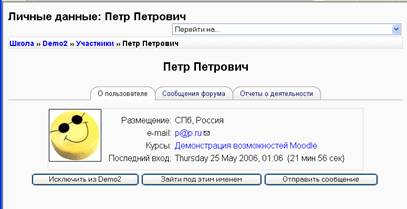 Личные данные: Петр Петрович
Перейти на...
Школа » Demo2 » Участники » Петр Петрович
Петр Петрович
О пользователе Сообщения форума Отчеты о деятельности
Размещение: СПб, Россия
e-mail: p@p.ru
Курсы: Демонстрация возможностей Moodle
Последний вход: Thursday 25 May 2006, 01:06 (21 мин 56 сек)
Исключить из Demo2 Зайти под этим именем Отправить сообщение